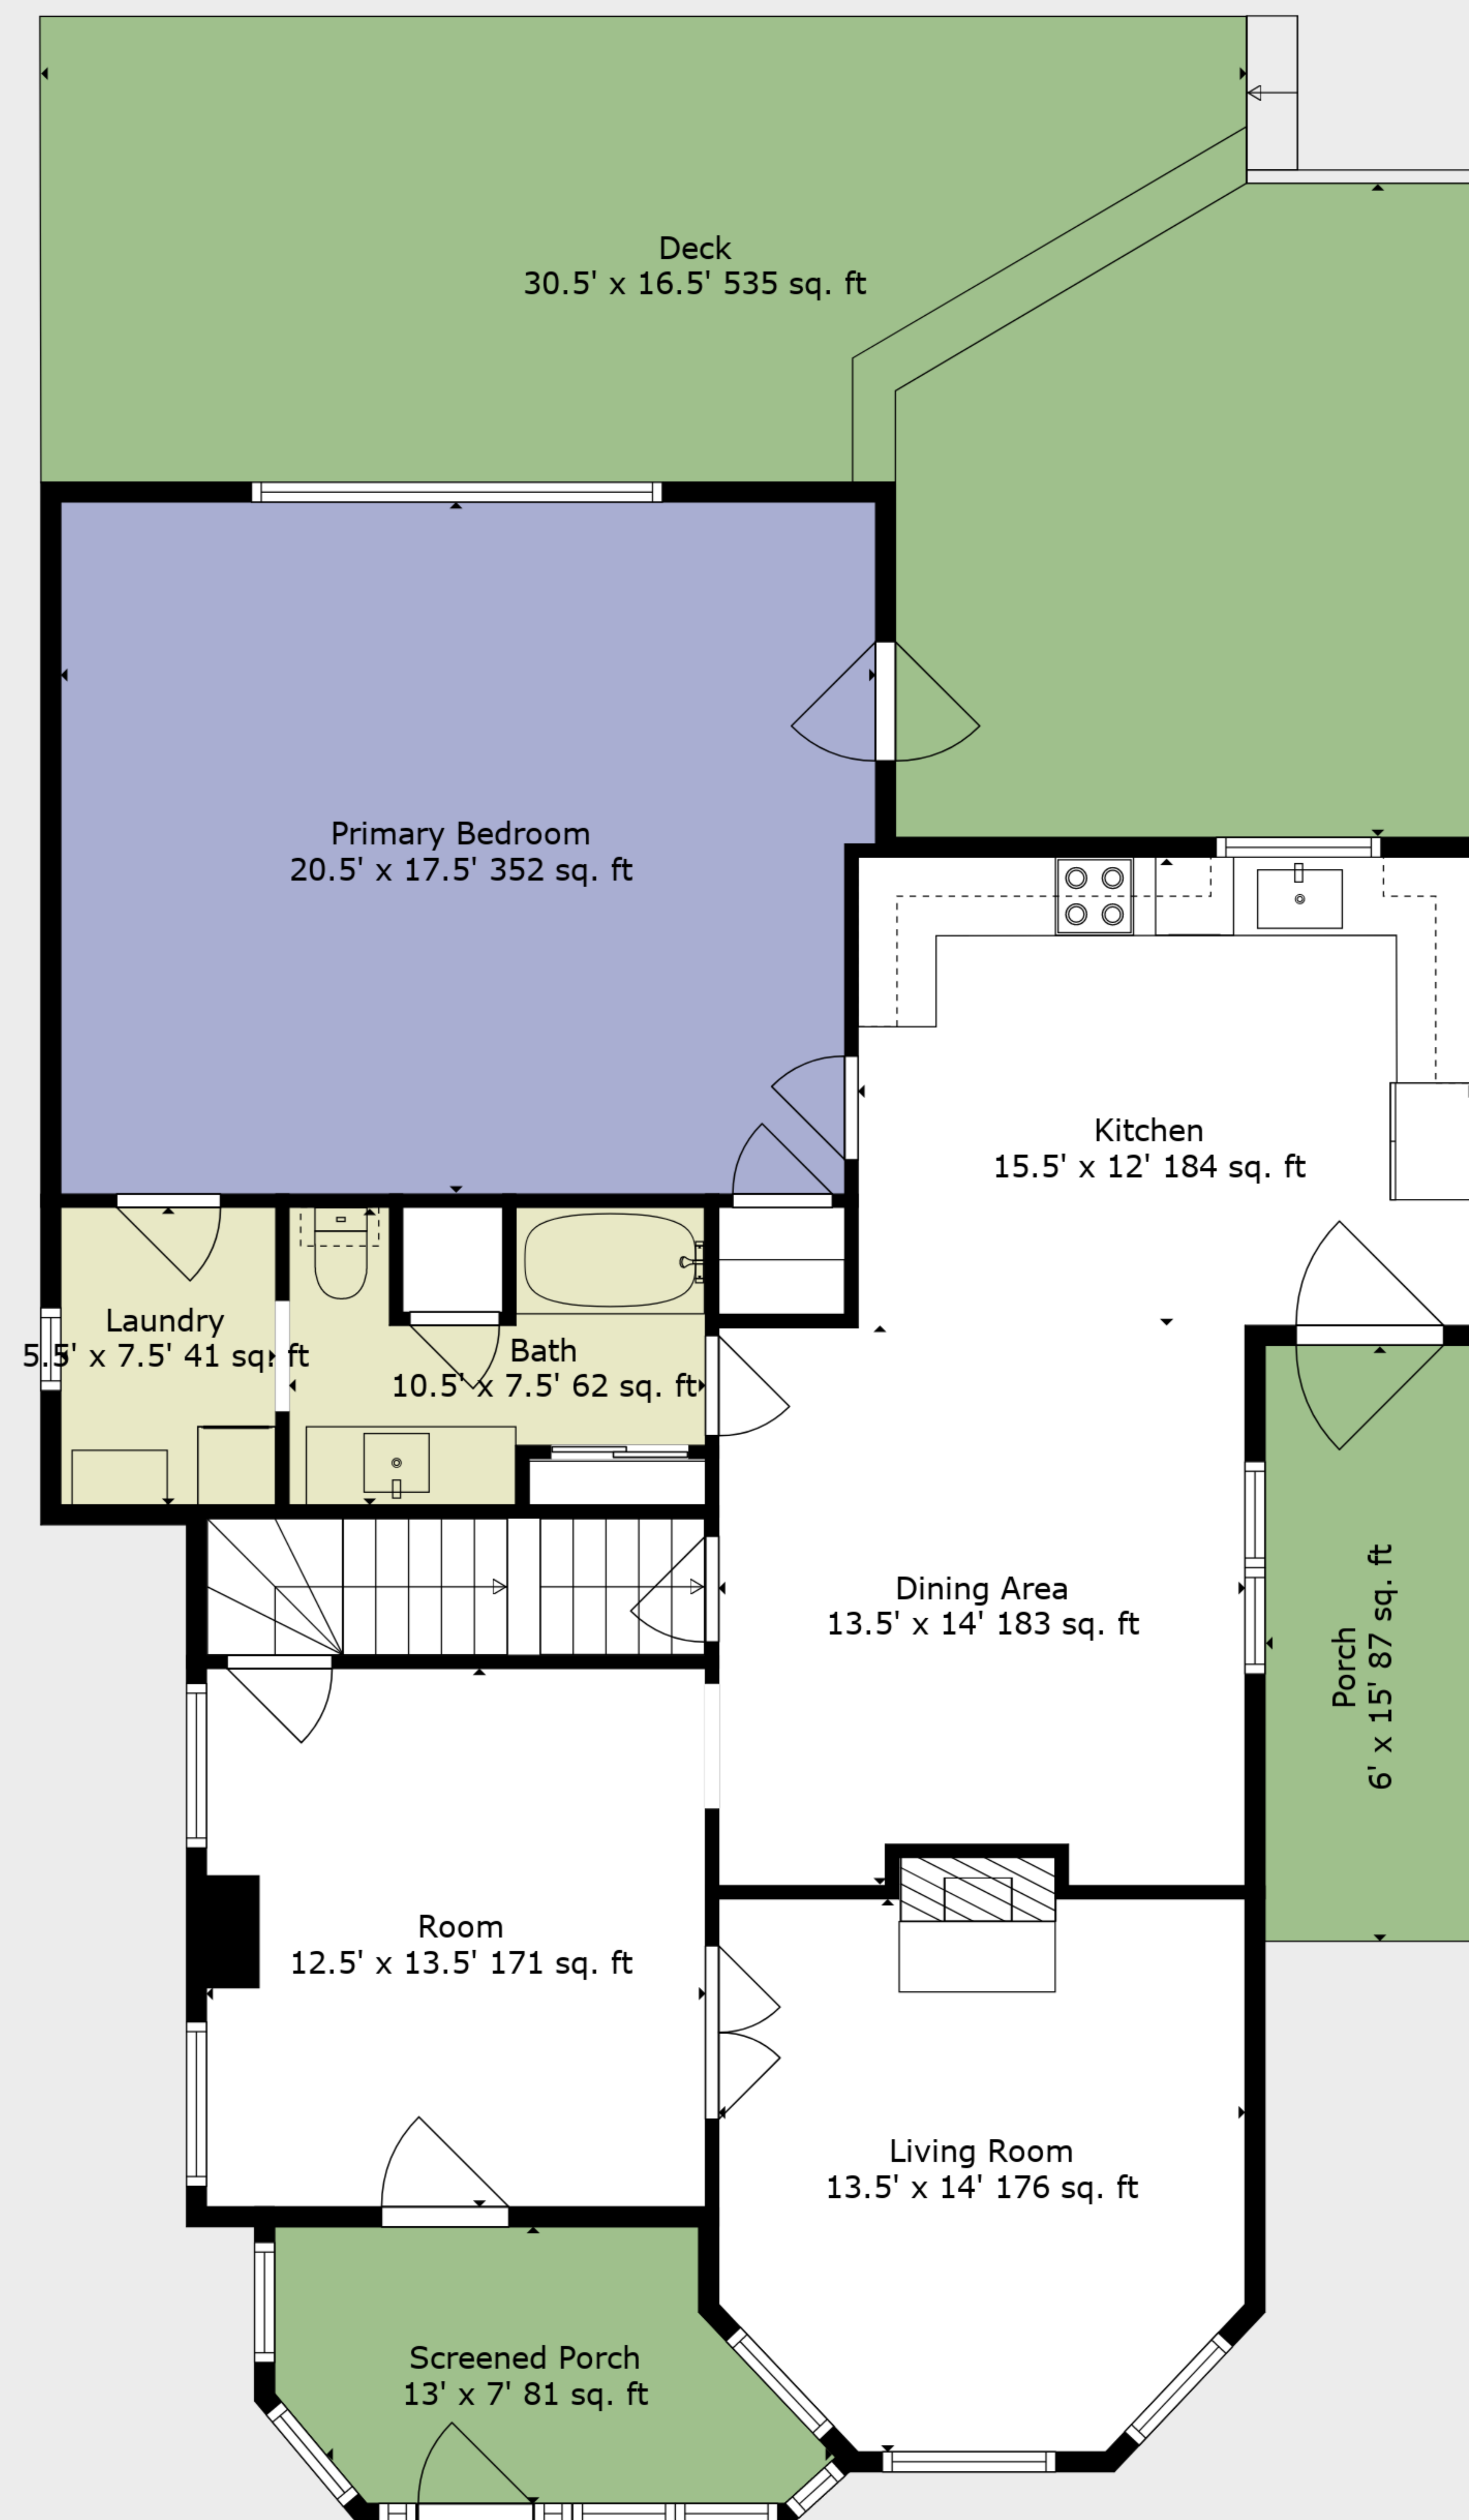 Deck
30.5' x 16.5' 535 sq. ft
Primary Bedroom
20.5' x 17.5' 352 sq. ft
Kitchen
15.5' x 12' 184 sq. ft
Laundry
5.5' x 7.5' 41 sq. ft
Bath
10.5' x 7.5' 62 sq. ft
Dining Area
13.5' x 14' 183 sq. ft
Porch
6' x 15' 87 sq. ft
Room
12.5' x 13.5' 171 sq. ft
Living Room
13.5' x 14' 176 sq. ft
Screened Porch
13' x 7' 81 sq. ft